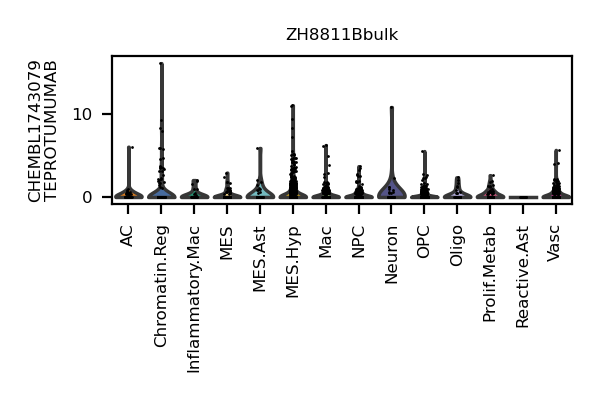 ZH8811Bbulk
CHEMBL1743079
TEPROTUMUMAB
10
0
AC
Chromatin.Reg
Inflammatory.Mac
MES
MES.Ast
MES.Hyp
Mac
NPC
Neuron
OPC
Oligo
Prolif.Metab
Reactive.Ast
Vasc